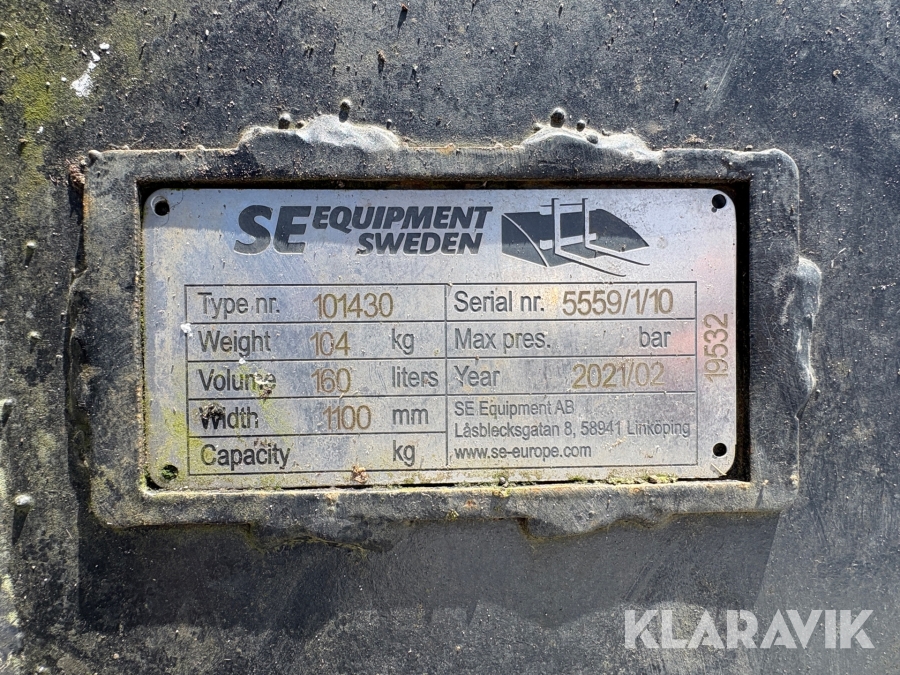 SE EQUIPMENT
SWEDEN
Type nr. 101430 Serial nr. 5559/1/10
Weight 104 kg Max pres. bar
Volume 160 liters Year 2021/02
Width 1100 mm SE Equipment AB
Låsblecksgatan 8, 58941 Linköping
Capacity kg www.se-europe.com
19532
KLARAVIK